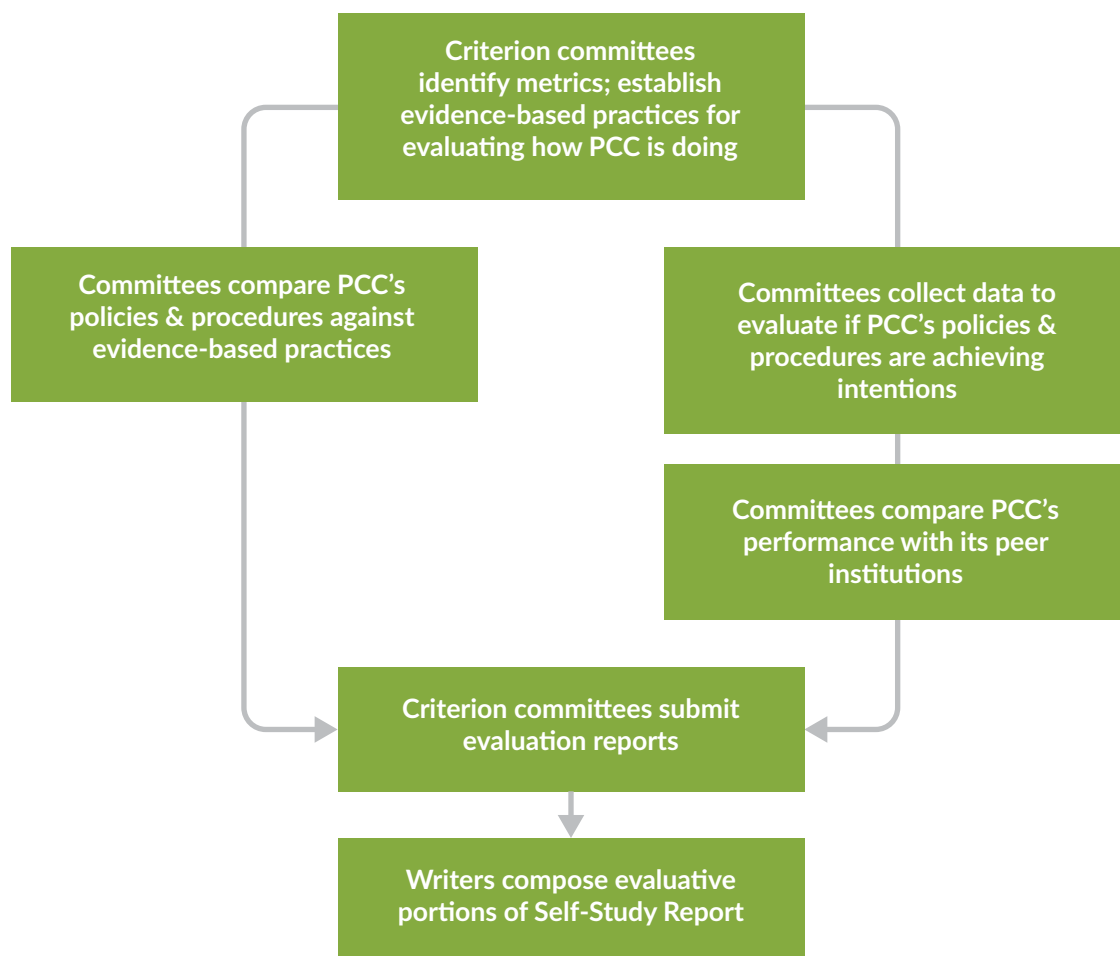 Criterion committees
identify metrics; establish
evidence-based practices for
evaluating how PCC is doing
Committees compare PCC’s
policies & procedures against
evidence-based practices
Committees collect data to
evaluate if PCC’s policies &
procedures are achieving
intentions
Committees compare PCC’s
performance with its peer
institutions
Criterion committees submit
evaluation reports
Writers compose evaluative
portions of Self-Study Report